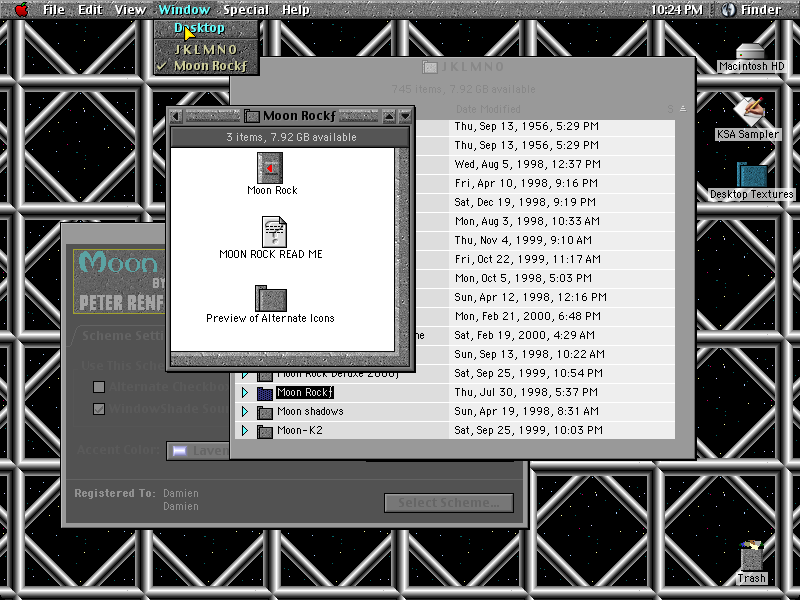 File Edit View Window Special Help 10:24 PM Finder
Desktop
J K L M N O
✓ Moon Rockƒ
J K L M N O
745 items, 7.92 GB available
Date Modified S
Macintosh HD
KSA Sampler
Desktop Textures
Trash
Moon Rockƒ
3 items, 7.92 GB available
Moon Rock
MOON ROCK READ ME
Preview of Alternate Icons
Thu, Sep 13, 1956, 5:29 PM
Thu, Sep 13, 1956, 5:29 PM
Wed, Aug 5, 1998, 12:37 PM
Fri, Apr 10, 1998, 9:16 PM
Sat, Dec 19, 1998, 9:19 PM
Mon, Aug 3, 1998, 10:33 AM
Thu, Nov 4, 1999, 9:10 AM
Fri, Oct 22, 1999, 11:17 AM
Mon, Oct 5, 1998, 5:03 PM
Sun, Apr 12, 1998, 12:16 PM
Mon, Feb 21, 2000, 6:48 PM
Sat, Feb 19, 2000, 4:29 AM
Sun, Sep 13, 1998, 10:22 AM
Moon Rock Deluxe 2000ƒ Sat, Sep 25, 1999, 10:54 PM
Moon Rockƒ Thu, Jul 30, 1998, 5:37 PM
Moon shadows Sun, Apr 19, 1998, 8:31 AM
Moon-K2 Sat, Sep 25, 1999, 10:03 PM
Moon
BY
PETER RENF
Scheme Setti
Use This Schem
Alternate Checkbo
WindowShade Soun
Accent Color: Laven
Registered To: Damien
Damien
Select Scheme...